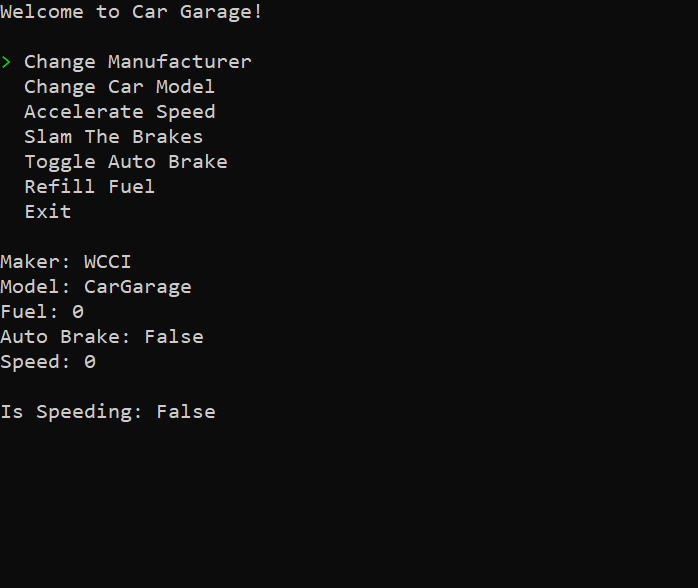 Welcome to Car Garage!
> Change Manufacturer
Change Car Model
Accelerate Speed
Slam The Brakes
Toggle Auto Brake
Refill Fuel
Exit
Maker: WCCI
Model: CarGarage
Fuel: 0
Auto Brake: False
Speed: 0
Is Speeding: False